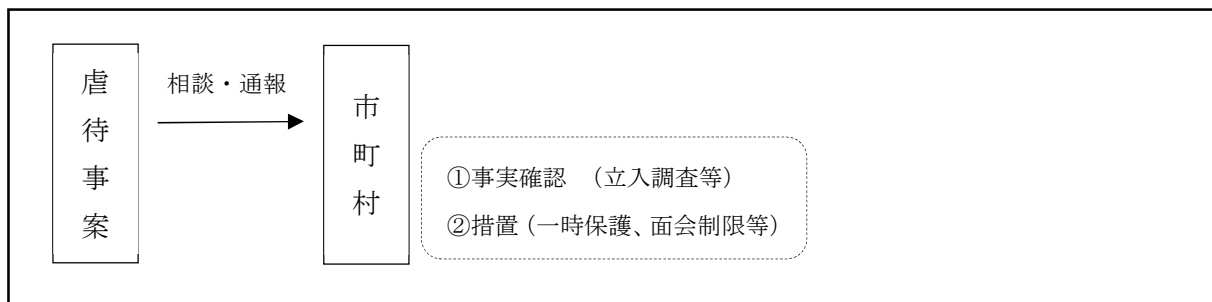 虐待事案
相談・通報
市町村
①事実確認 （立入調査等）
②措置（一時保護、面会制限等）